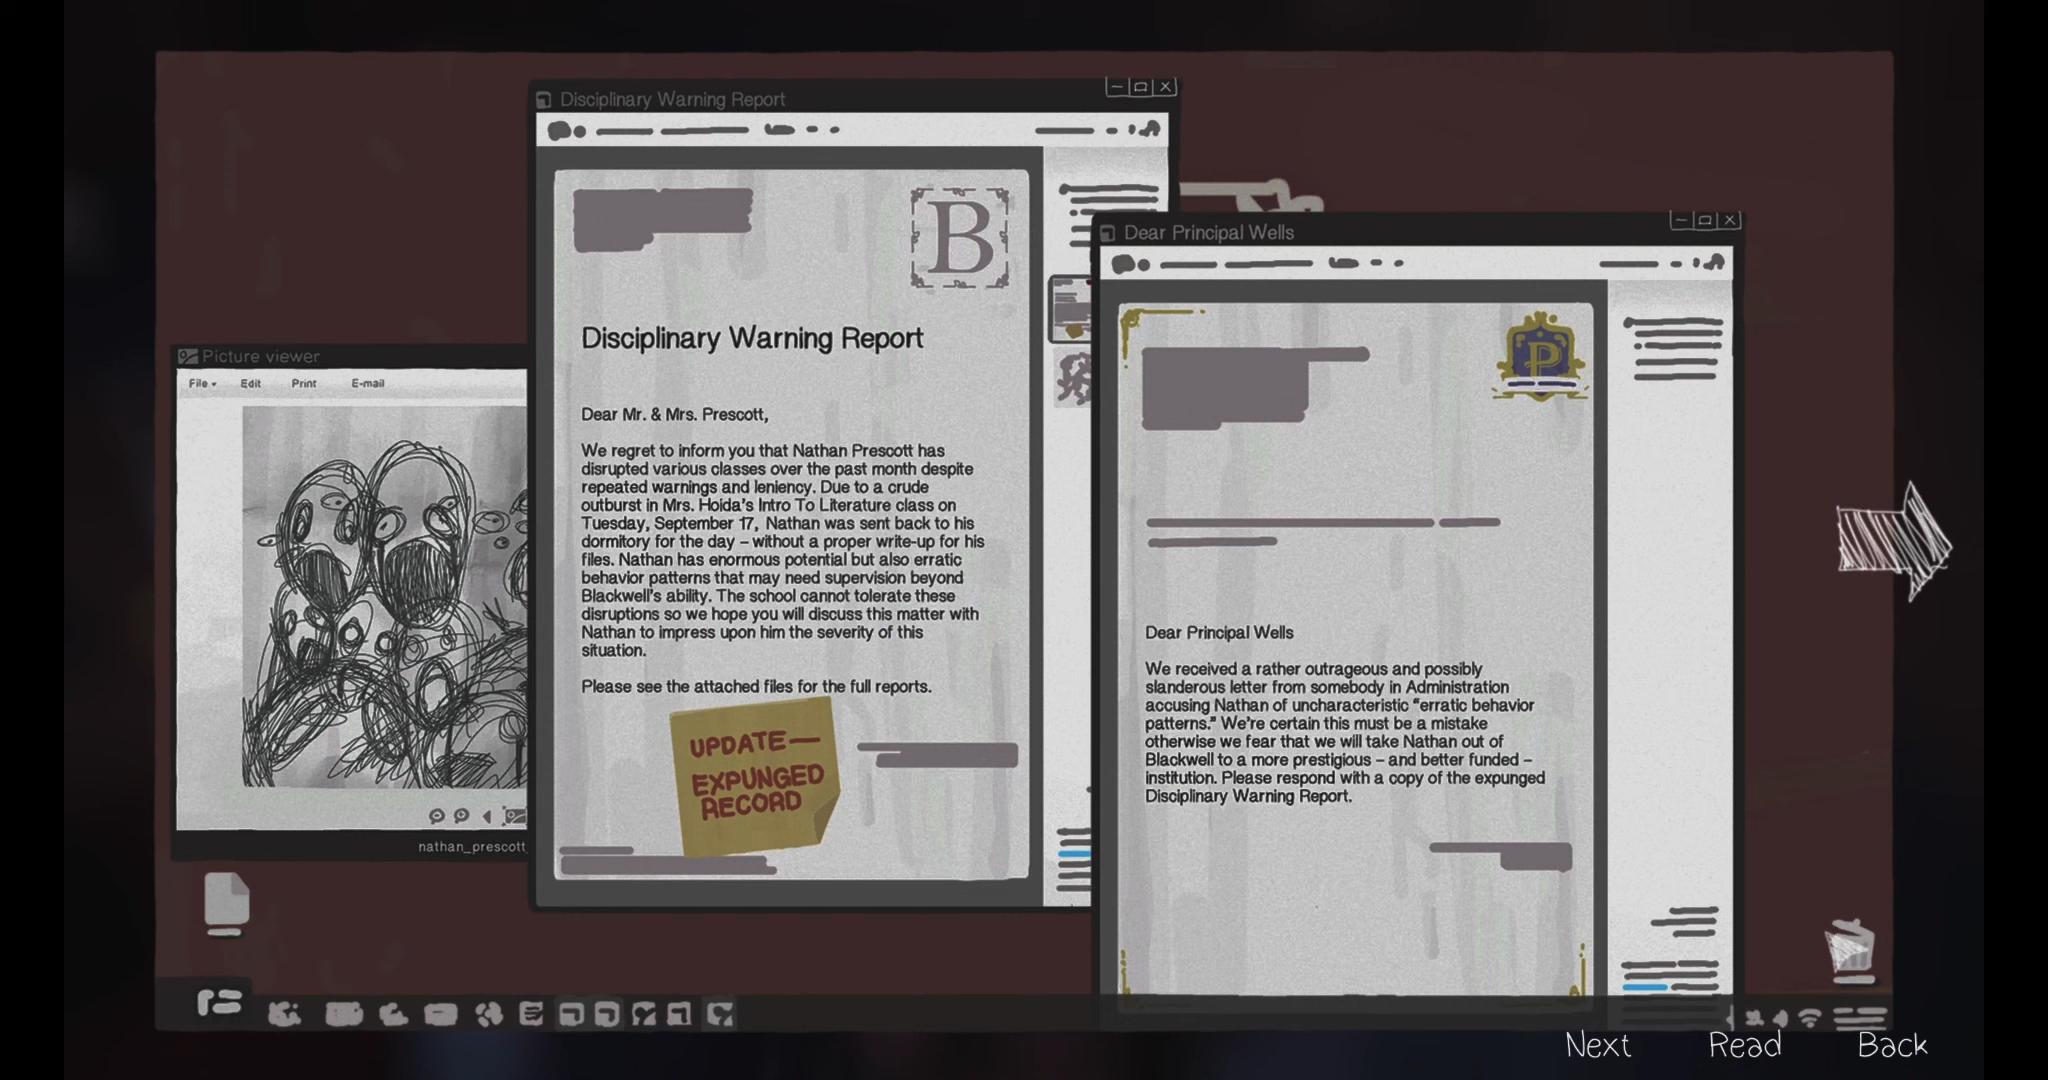 Disciplinary Warning Report
B
Disciplinary Warning Report
Dear Mr. & Mrs. Prescott,
We regret to inform you that Nathan Prescott has
disrupted various classes over the past month despite
repeated warnings and leniency. Due to a crude
outburst in Mrs. Hoida's Intro To Literature class on
Tuesday, September 17, Nathan was sent back to his
dormitory for the day – without a proper write-up for his
files. Nathan has enormous potential but also erratic
behavior patterns that may need supervision beyond
Blackwell's ability. The school cannot tolerate these
disruptions so we hope you will discuss this matter with
Nathan to impress upon him the severity of this
situation.
Please see the attached files for the full reports.
UPDATE—
EXPUNGED
RECORD
Dear Principal Wells
P
Dear Principal Wells
We received a rather outrageous and possibly
slanderous letter from somebody in Administration
accusing Nathan of uncharacteristic "erratic behavior
patterns." We're certain this must be a mistake
otherwise we fear that we will take Nathan out of
Blackwell to a more prestigious – and better funded –
institution. Please respond with a copy of the expunged
Disciplinary Warning Report.
Picture viewer
File Edit Print E-mail
nathan_prescott_
Next Read Back